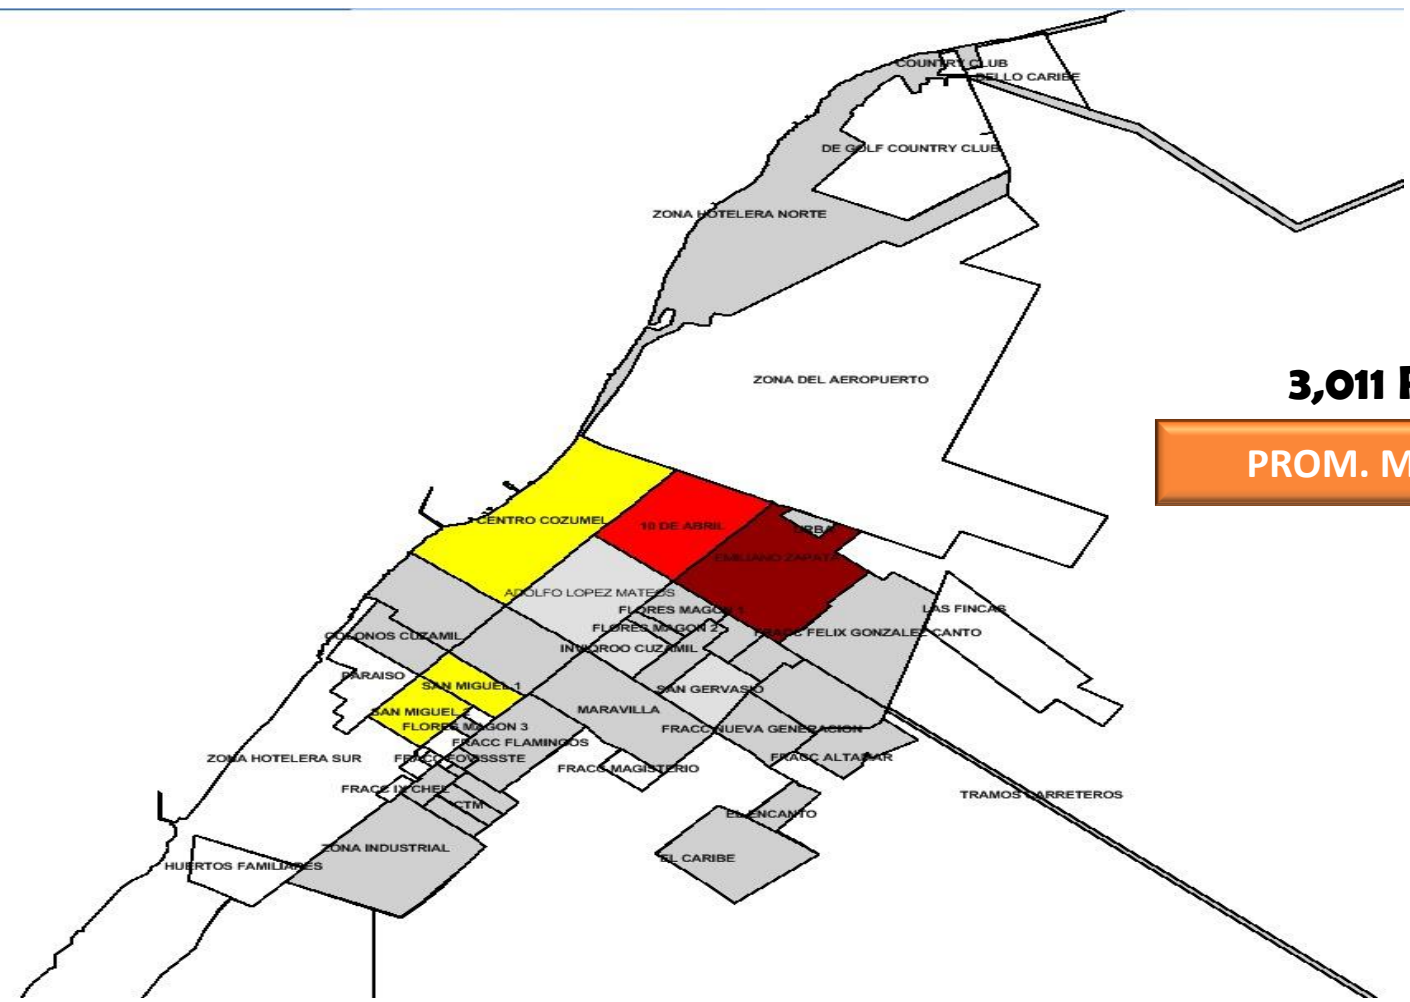 COUNTRY CLUB
DELLO CARIBE
DE GOLF COUNTRY CLUB
ZONA HOTELERA NORTE
ZONA DEL AEROPUERTO
3,011
PROM. M
CENTRO COZUMEL
10 DE ABRIL
URBA
EMILIANO ZAPATA
ADOLFO LOPEZ MATEOS
FLORES MAGON 1
LAS FINCAS
FLORES MAGON 2
FRACC FELIX GONZALEZ CANTO
COLONOS CUZAMIL
INVIQROO CUZAMIL
PARAISO
SAN MIGUEL 1
SAN GERVASIO
SAN MIGUEL 2
MARAVILLA
FLORES MAGON 3
FRACC NUEVA GENERACION
FRACC FLAMINGOS
ZONA HOTELERA SUR
FRACC FOVISSSTE
FRACC ALTAMAR
FRACC MAGISTERIO
FRACC IX CHEL
TRAMOS CARRETEROS
CTM
EL ENCANTO
ZONA INDUSTRIAL
EL CARIBE
HUERTOS FAMILIARES